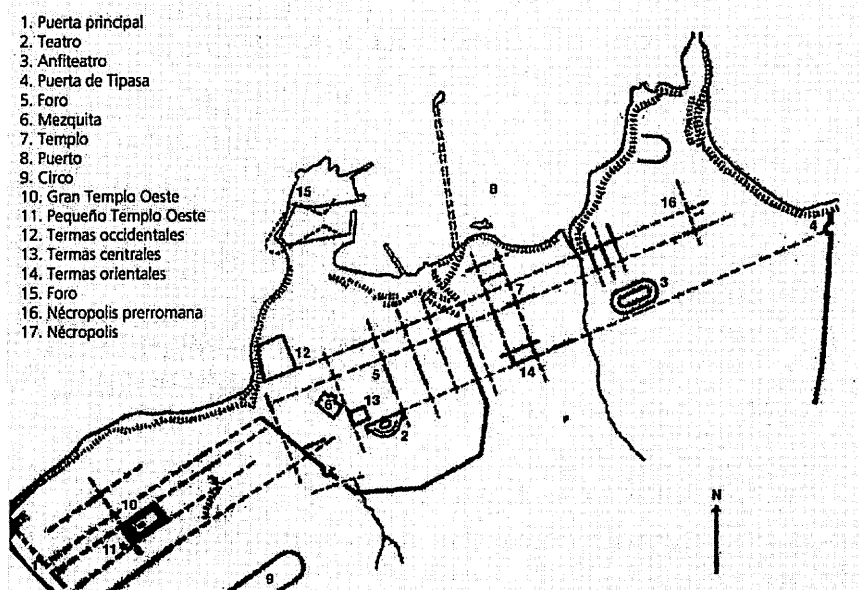 1. Puerta principal
2. Teatro
3. Anfiteatro
4. Puerta de Tipasa
5. Foro
6. Mezquita
7. Templo
8. Puerto
9. Circo
10. Gran Templo Oeste
11. Pequeño Templo Oeste
12. Termas occidentales
13. Termas centrales
14. Termas orientales
15. Foro
16. Nécropolis prerromana
17. Nécropolis
15
8
16
4
7
3
12
5
14
6
13
2
10
11
9
N